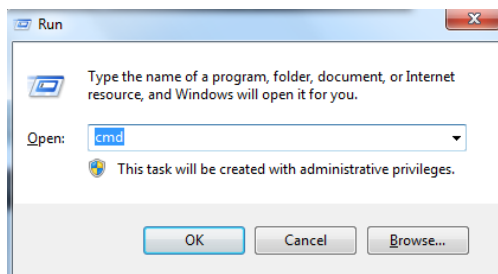 Run
Type the name of a program, folder, document, or Internet
resource, and Windows will open it for you.
Open: cmd
This task will be created with administrative privileges.
OK Cancel Browse...